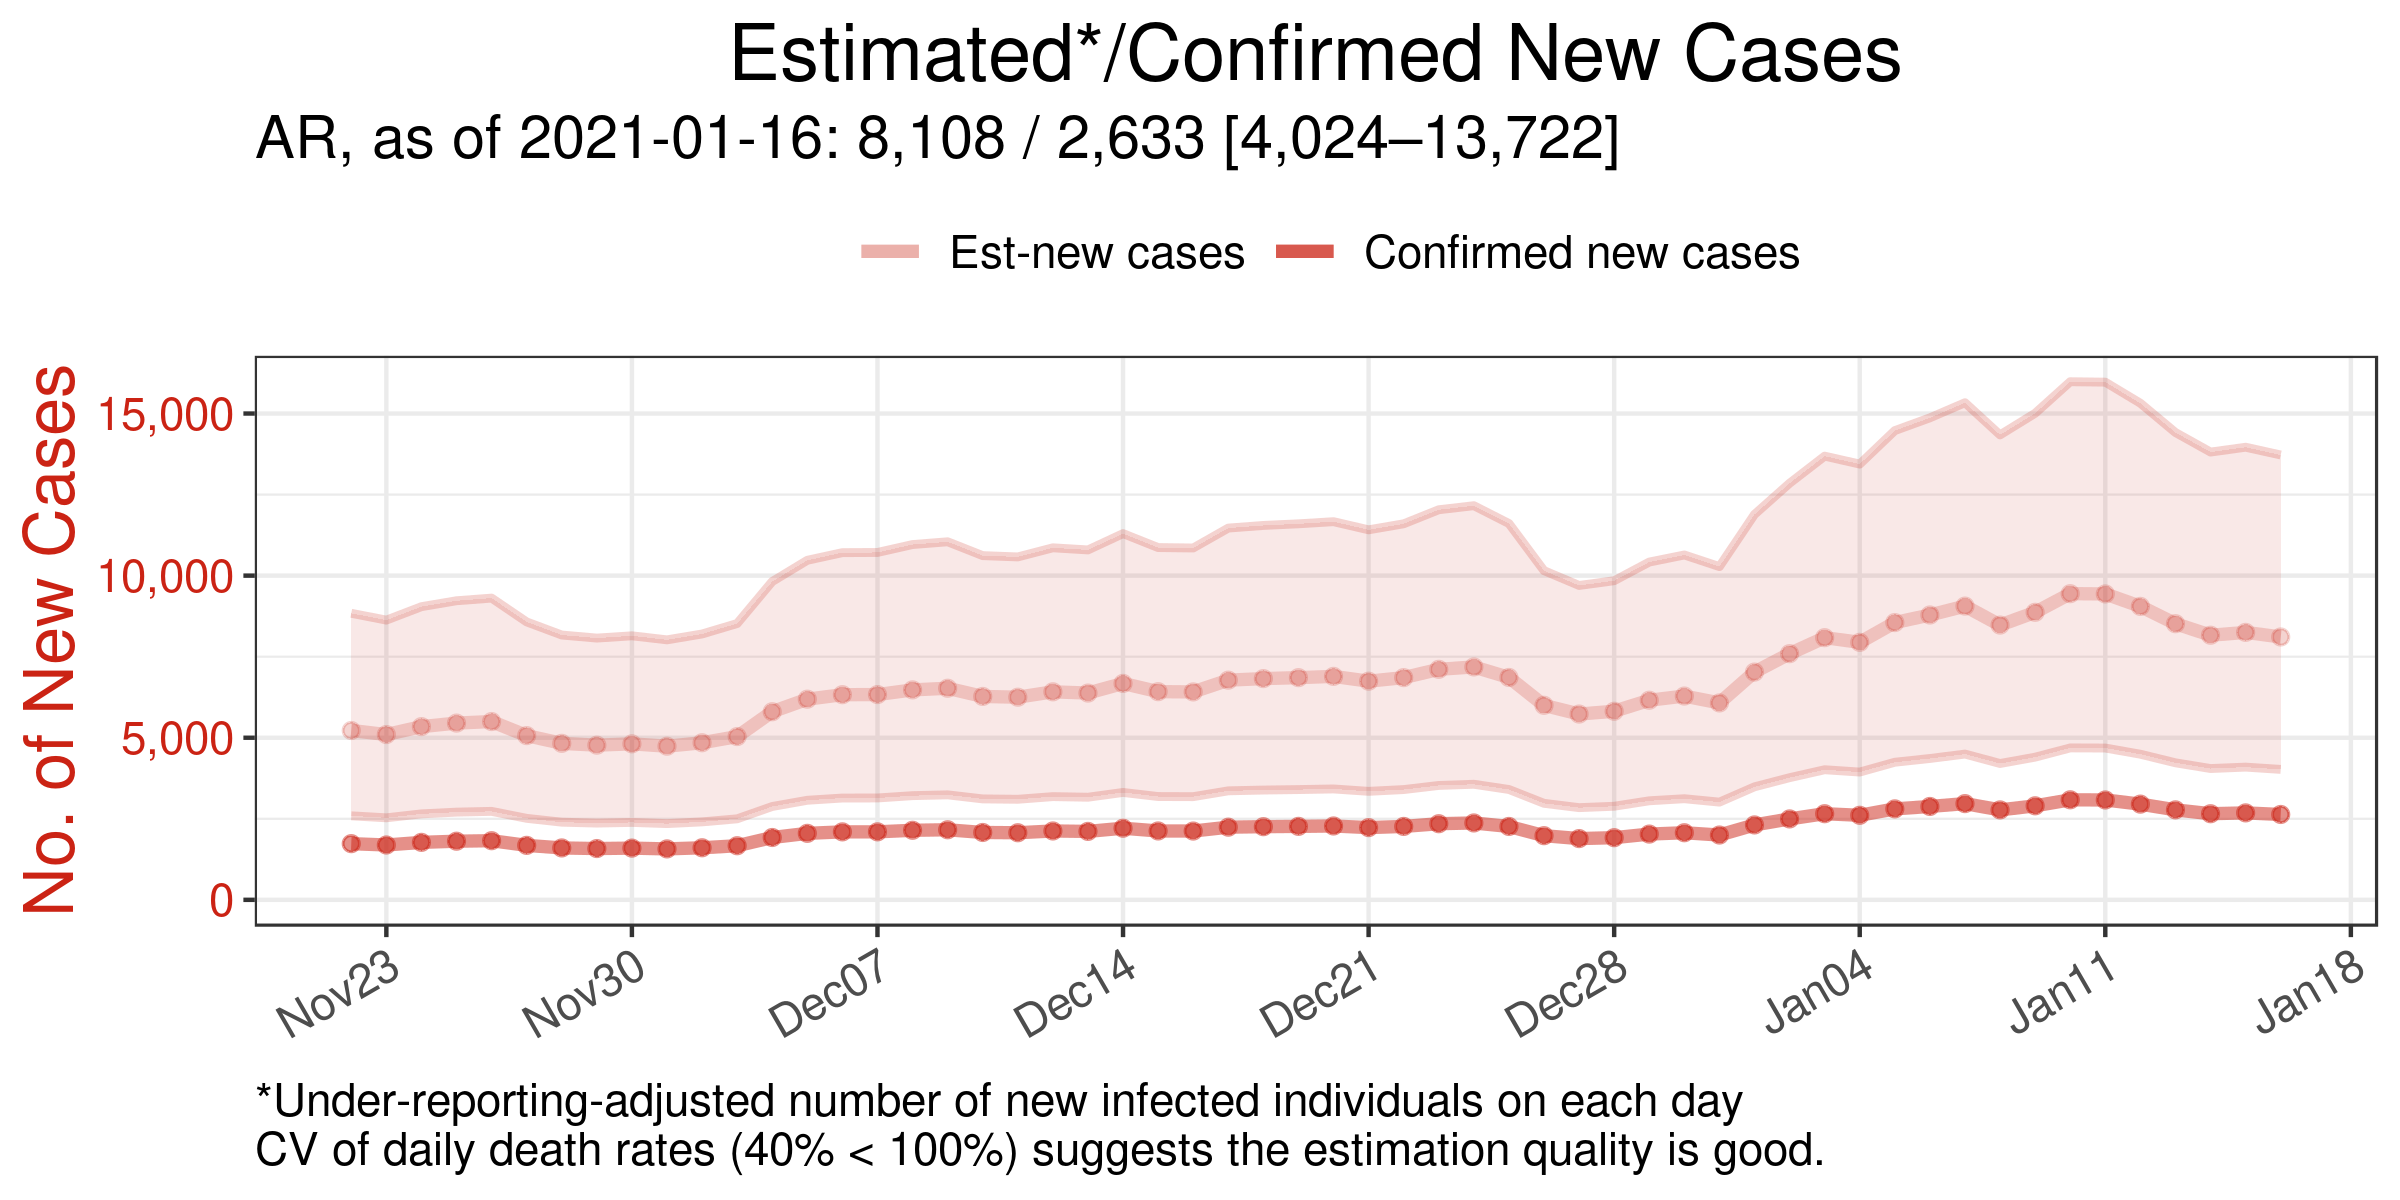 Estimated*/Confirmed New Cases
AR, as of 2021-01-16: 8,108 / 2,633 [4,024–13,722]
Est-new cases Confirmed new cases
No. of New Cases
15,000
10,000
5,000
0
Nov23 Nov30 Dec07 Dec14 Dec21 Dec28 Jan04 Jan11 Jan18
*Under-reporting-adjusted number of new infected individuals on each day
CV of daily death rates (40% < 100%) suggests the estimation quality is good.